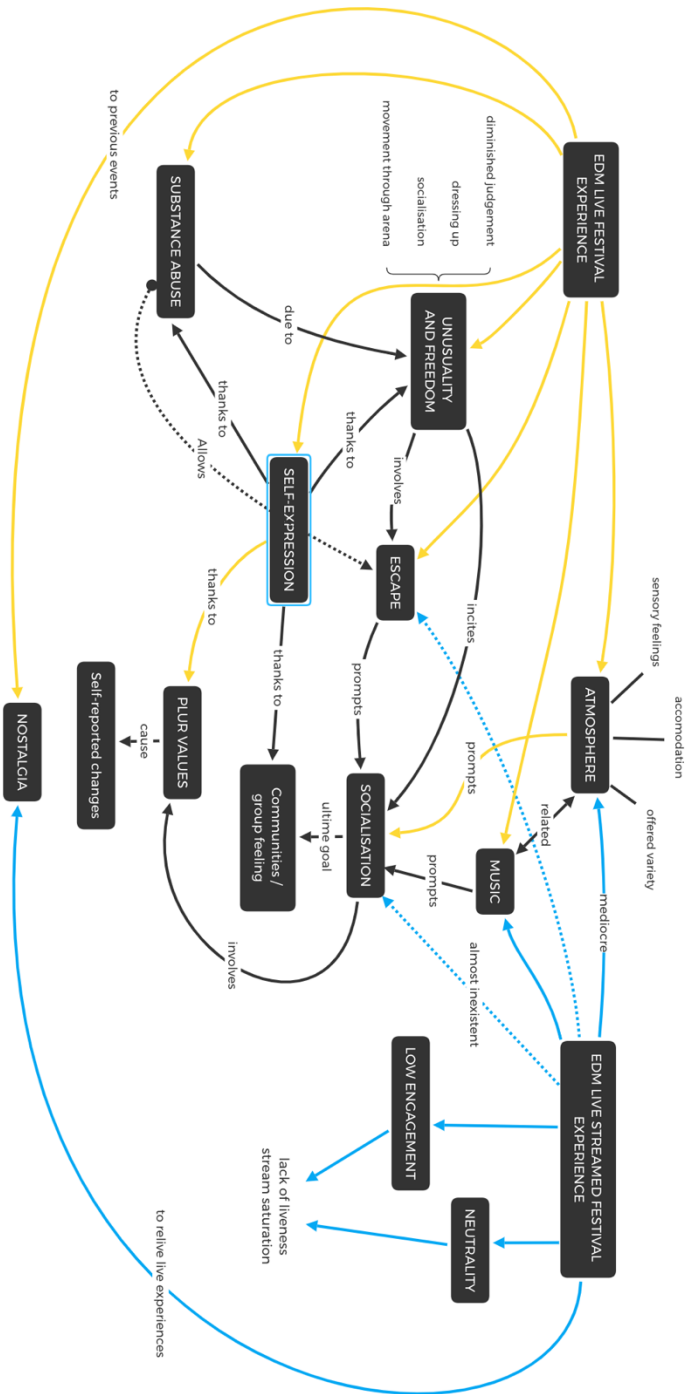 EDM LIVE FESTIVAL
EXPERIENCE
EDM LIVE STREAMED FESTIVAL
EXPERIENCE
sensory feelings
accomodation
offered variety
ATMOSPHERE
mediocre
related
diminished judgement
dressing up
socialisation
movement through arena
MUSIC
prompts
prompts
almost inexistent
incites
UNUSUALITY
AND FREEDOM
involves
ESCAPE
prompts
SOCIALISATION
LOW ENGAGEMENT
NEUTRALITY
lack of liveness
stream saturation
due to
thanks to
ultime goal
SELF-EXPRESSION
thanks to
Communities /
group feeling
thanks to
Allows
involves
SUBSTANCE ABUSE
thanks to
PLUR VALUES
cause
Self-reported changes
to previous events
to relive live experiences
NOSTALGIA